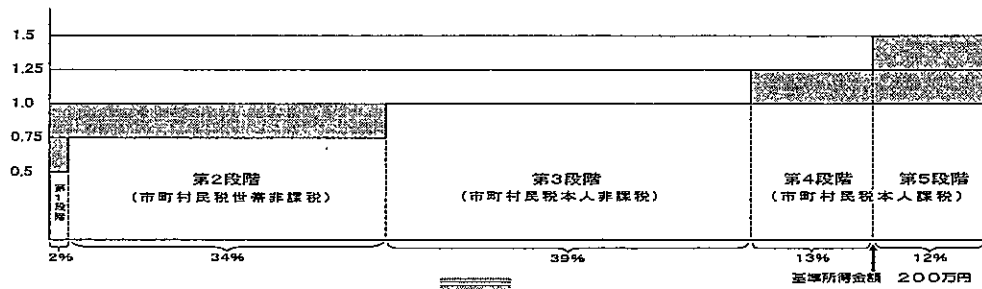 1.5
1.25
1.0
0.75
0.5
第1段階
第2段階
(市町村民税世帯非課税)
第3段階
(市町村民税本人非課税)
第4段階
第5段階
(市町村民税本人課税)
2%
34%
39%
13%
12%
基準所得金額 200万円